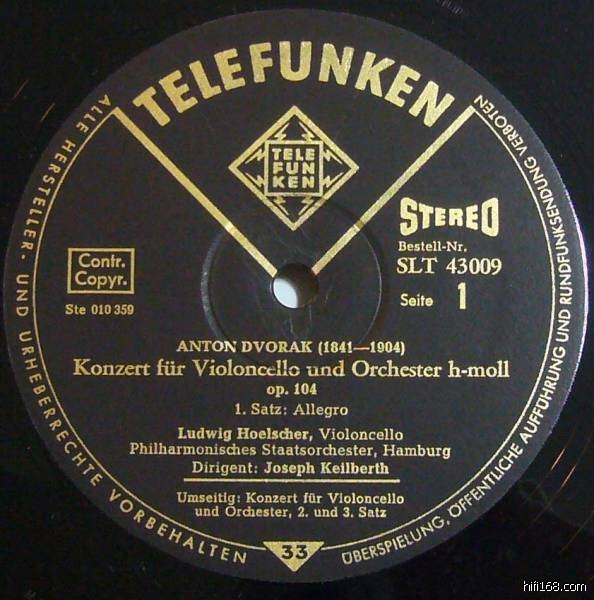 TELEFUNKEN
TELE
FUN
KEN
STEREO
Bestell-Nr.
SLT 43009
Seite 1
Contr.
Copyr.
Ste 010 359
ANTON DVORAK (1841—1904)
Konzert für Violoncello und Orchester h-moll
op. 104
1. Satz: Allegro
Ludwig Hoelscher, Violoncello
Philharmonisches Staatsorchester, Hamburg
Dirigent: Joseph Keilberth
Umseitig: Konzert für Violoncello
und Orchester, 2. und 3. Satz
33
ALLE HERSTELLER- UND URHEBERRECHTE VORBEHALTEN
ÜBERSPIELUNG, ÖFFENTLICHE AUFFÜHRUNG UND RUNDFUNKSENDUNG VERBOTEN
hifi168.com